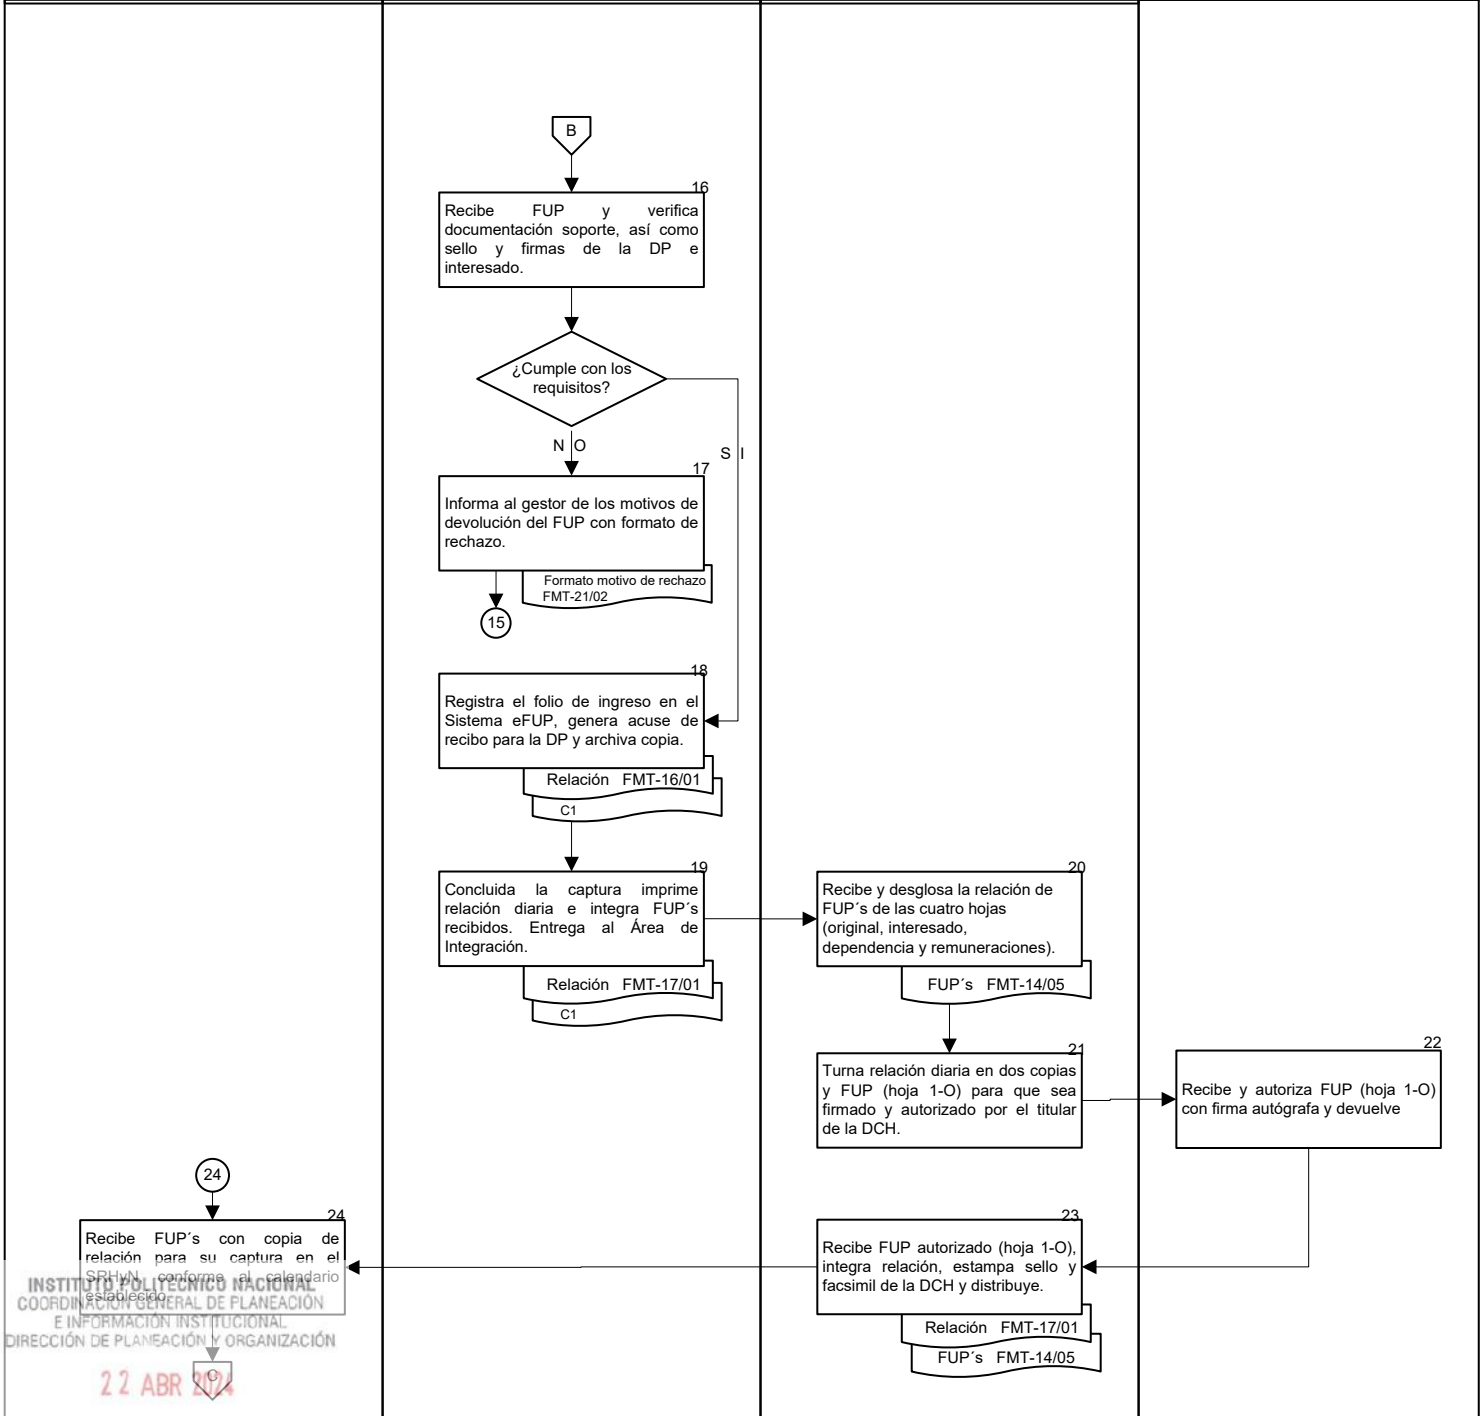 B
16
Recibe FUP y verifica
documentación soporte, así como
sello y firmas de la DP e
interesado.
¿Cumple con los
requisitos?
N O
S I
17
Informa al gestor de los motivos de
devolución del FUP con formato de
rechazo.
Formato motivo de rechazo
FMT-21/02
15
18
Registra el folio de ingreso en el
Sistema eFUP, genera acuse de
recibo para la DP y archiva copia.
Relación FMT-16/01
C1
19
Concluida la captura imprime
relación diaria e integra FUP´s
recibidos. Entrega al Área de
Integración.
Relación FMT-17/01
C1
20
Recibe y desglosa la relación de
FUP´s de las cuatro hojas
(original, interesado,
dependencia y remuneraciones).
FUP´s FMT-14/05
21
Turna relación diaria en dos copias
y FUP (hoja 1-O) para que sea
firmado y autorizado por el titular
de la DCH.
22
Recibe y autoriza FUP (hoja 1-O)
con firma autógrafa y devuelve
23
Recibe FUP autorizado (hoja 1-O),
integra relación, estampa sello y
facsimil de la DCH y distribuye.
Relación FMT-17/01
FUP´s FMT-14/05
24
24
Recibe FUP´s con copia de
relación para su captura en el
SRHyN conforme al calendario
establecido.
C
INSTITUTO POLITÉCNICO NACIONAL
COORDINACIÓN GENERAL DE PLANEACIÓN
E INFORMACIÓN INSTITUCIONAL
DIRECCIÓN DE PLANEACIÓN Y ORGANIZACIÓN
22 ABR 2024